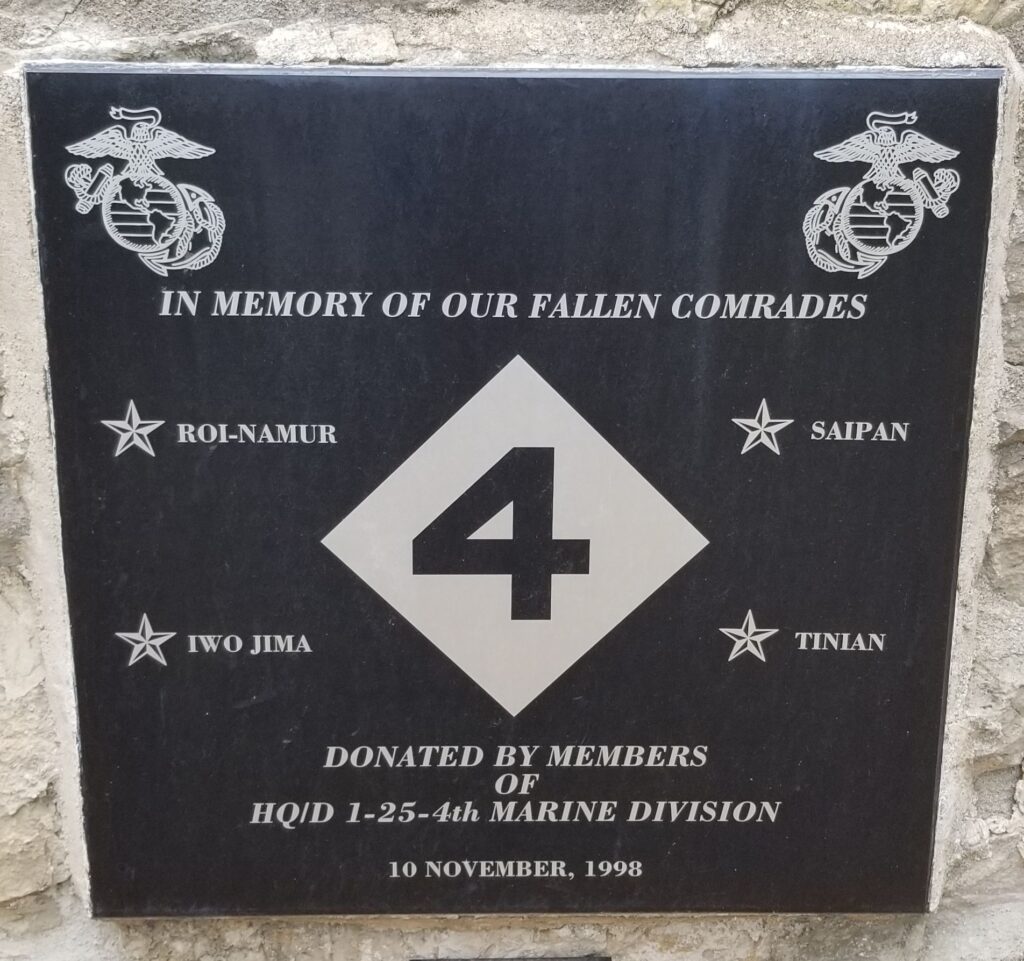 IN MEMORY OF OUR FALLEN COMRADES
ROI-NAMUR
SAIPAN
4
IWO JIMA
TINIAN
DONATED BY MEMBERS
OF
HQ/D 1-25-4th MARINE DIVISION
10 NOVEMBER, 1998